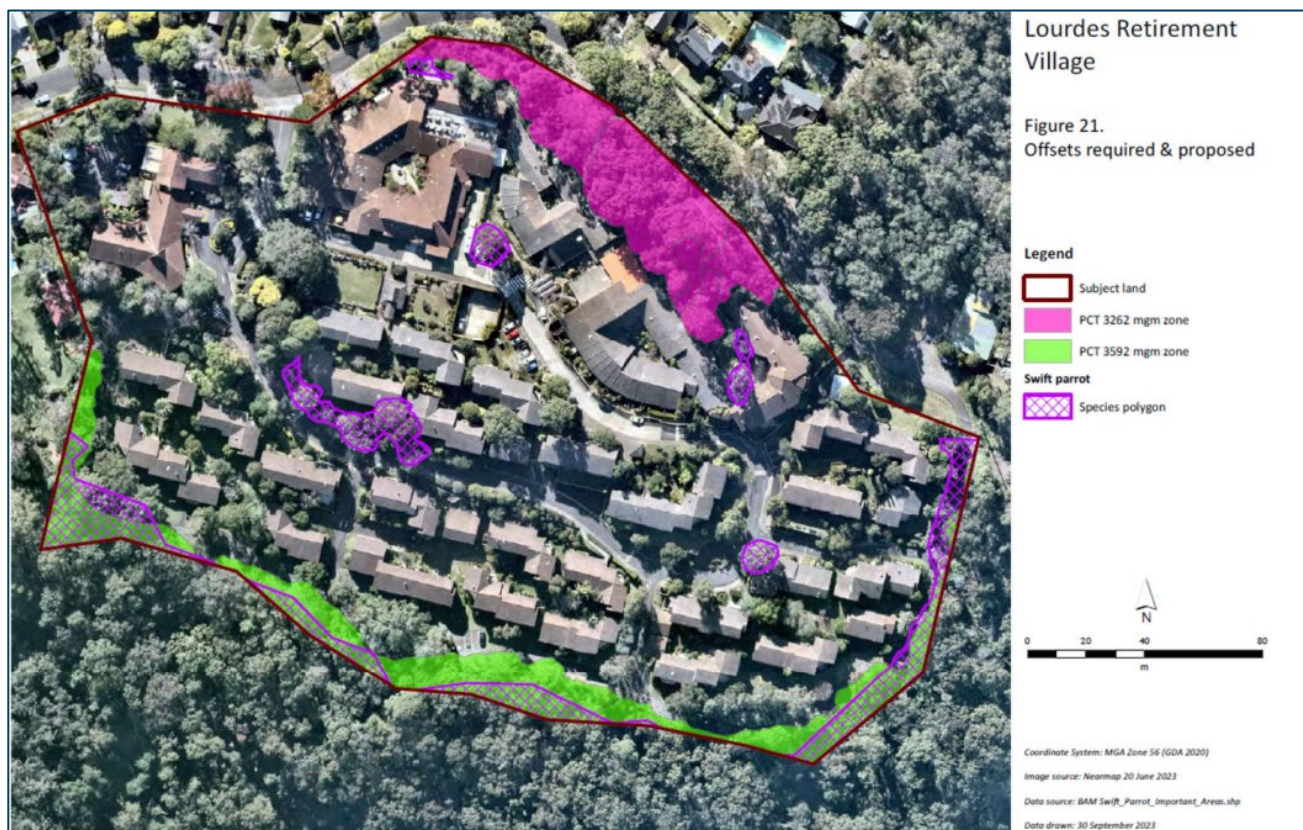 Lourdes Retirement
Village
Figure 21.
Offsets required & proposed
Legend
Subject land
PCT 3262 mgm zone
PCT 3592 mgm zone
Swift parrot
Species polygon
N
0 20 40 80
m
Coordinate System: MGA Zone 56 (GDA 2020)
Image source: Nearmap 20 June 2023
Data source: BAM Swift_Parrot_Important_Areas.shp
Data drawn: 30 September 2023